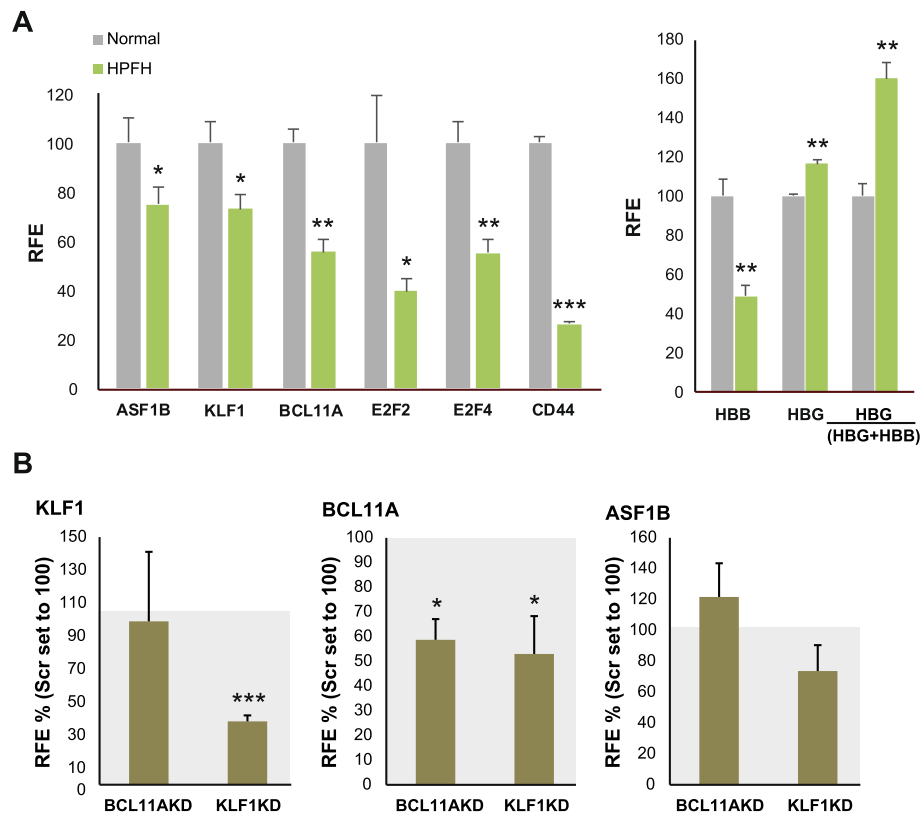 A
Normal
HPFH
RFE
120
100
80
60
40
20
0
* * ** * ** ***
ASF1B KLF1 BCL11A E2F2 E2F4 CD44
RFE
180
160
140
120
100
80
60
40
20
0
** ** **
HBB HBG HBG
(HBG+HBB)
B
KLF1
RFE % (Scr set to 100)
150
130
110
90
70
50
30
10
0
***
BCL11AKD KLF1KD
BCL11A
RFE % (Scr set to 100)
100
90
80
70
60
50
40
30
20
10
0
* *
BCL11AKD KLF1KD
ASF1B
RFE % (Scr set to 100)
160
140
120
100
80
60
40
20
0
BCL11AKD KLF1KD